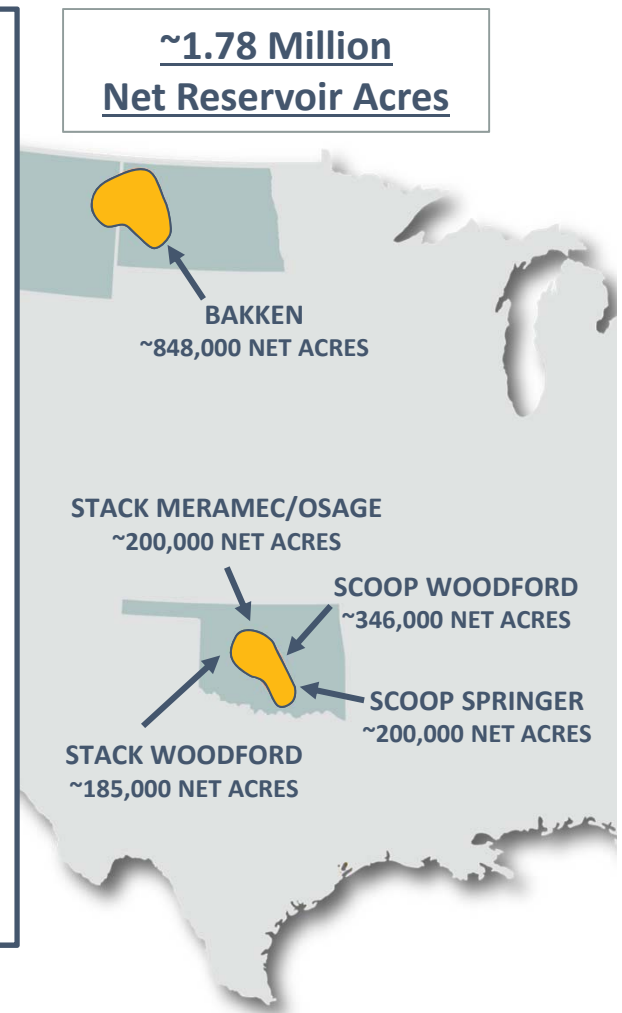 ~1.78 Million
Net Reservoir Acres
BAKKEN
~848,000 NET ACRES
STACK MERAMEC/OSAGE
~200,000 NET ACRES
SCOOP WOODFORD
~346,000 NET ACRES
SCOOP SPRINGER
~200,000 NET ACRES
STACK WOODFORD
~185,000 NET ACRES